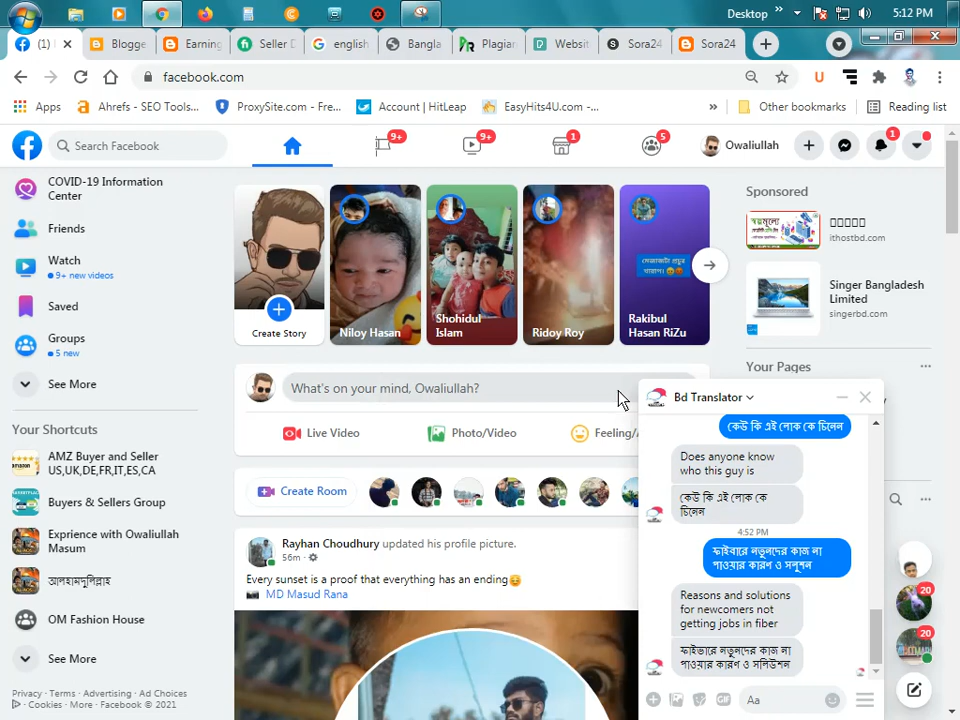 Desktop
»
5:12 PM
(1)
Blogge
Earning
Seller D
english
Bangla
Plagiar
Websit
Sora24
Sora24
facebook.com
Apps
Ahrefs - SEO Tools...
ProxySite.com - Fre...
Account | HitLeap
EasyHits4U.com -...
»
Other bookmarks
Reading list
Search Facebook
9+
9+
1
5
Owaliullah
1
COVID-19 Information
Center
Friends
Watch
9+ new videos
Saved
Groups
5 new
See More
Your Shortcuts
AMZ Buyer and Seller
US,UK,DE,FR,IT,ES,CA
Buyers & Sellers Group
Exprience with Owaliullah
Masum
আলহামদুলিল্লাহ
OM Fashion House
See More
Privacy · Terms · Advertising · Ad Choices
· Cookies · More · Facebook © 2021
Create Story
Niloy Hasan
Shohidul
Islam
Ridoy Roy
মেজাজটা প্রচুর
খারাপ।
Rakibul
Hasan RiZu
What's on your mind, Owaliullah?
Live Video
Photo/Video
Feeling/A
Create Room
Rayhan Choudhury updated his profile picture.
56m ·
Every sunset is a proof that everything has an ending
MD Masud Rana
Sponsored
ithostbd.com
Singer Bangladesh
Limited
singerbd.com
Your Pages
Bd Translator
কেউ কি এই লোক কে চিনেন
Does anyone know
who this guy is
কেউ কি এই লোক কে
চিনেন
4:52 PM
ফাইবারে নতুনদের কাজ না
পাওয়ার কারণ ও সলুশন
Reasons and solutions
for newcomers not
getting jobs in fiber
ফাইবারে নতুনদের কাজ না
পাওয়ার কারণ ও সলিউশন
GIF
Aa
20
20